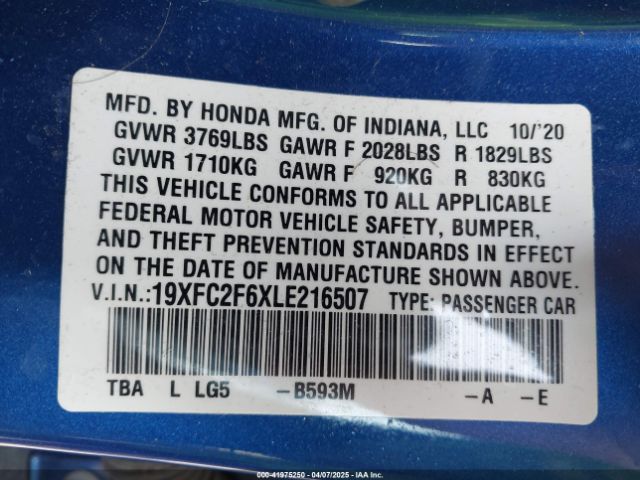 MFD. BY HONDA MFG. OF INDIANA, LLC 10/'20
GVWR 3769LBS GAWR F 2028LBS R 1829LBS
GVWR 1710KG GAWR F 920KG R 830KG
THIS VEHICLE CONFORMS TO ALL APPLICABLE
FEDERAL MOTOR VEHICLE SAFETY, BUMPER,
AND THEFT PREVENTION STANDARDS IN EFFECT
ON THE DATE OF MANUFACTURE SHOWN ABOVE.
V.I.N.:19XFC2F6XLE216507 TYPE: PASSENGER CAR
TBA L LG5 -B593M -A -E
000-41975250 - 04/07/2025 - IAA Inc.